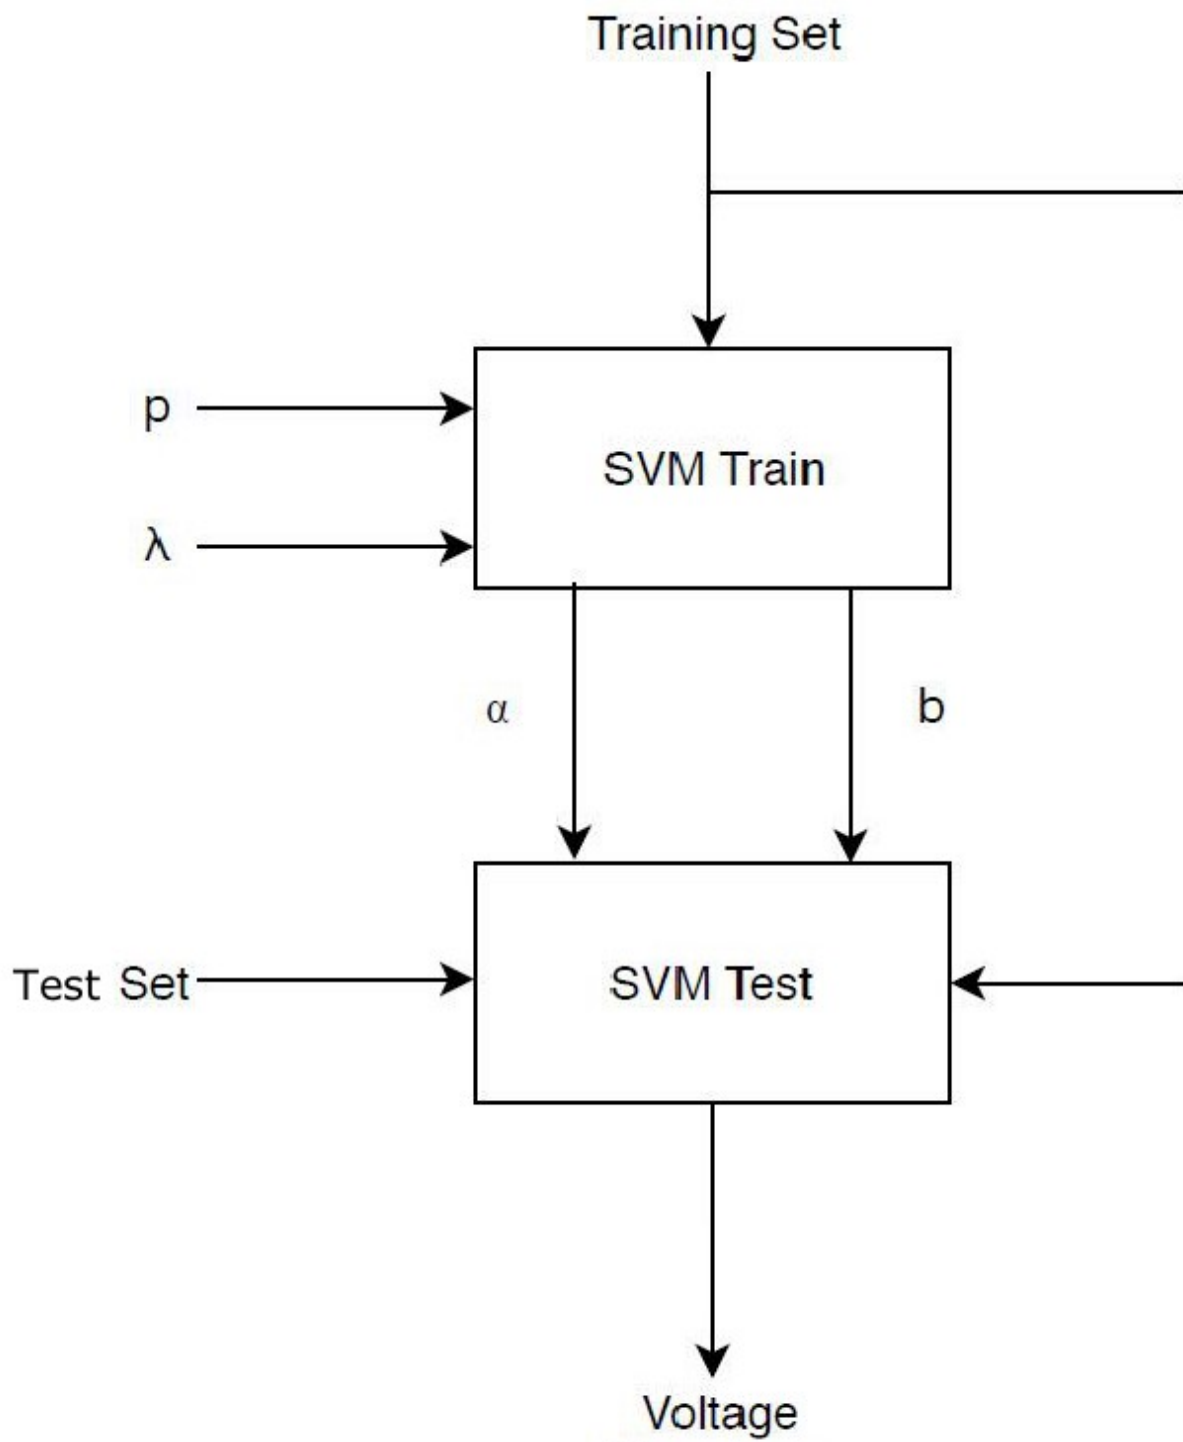 Training Set
p
SVM Train
λ
α
b
Test Set
SVM Test
Voltage